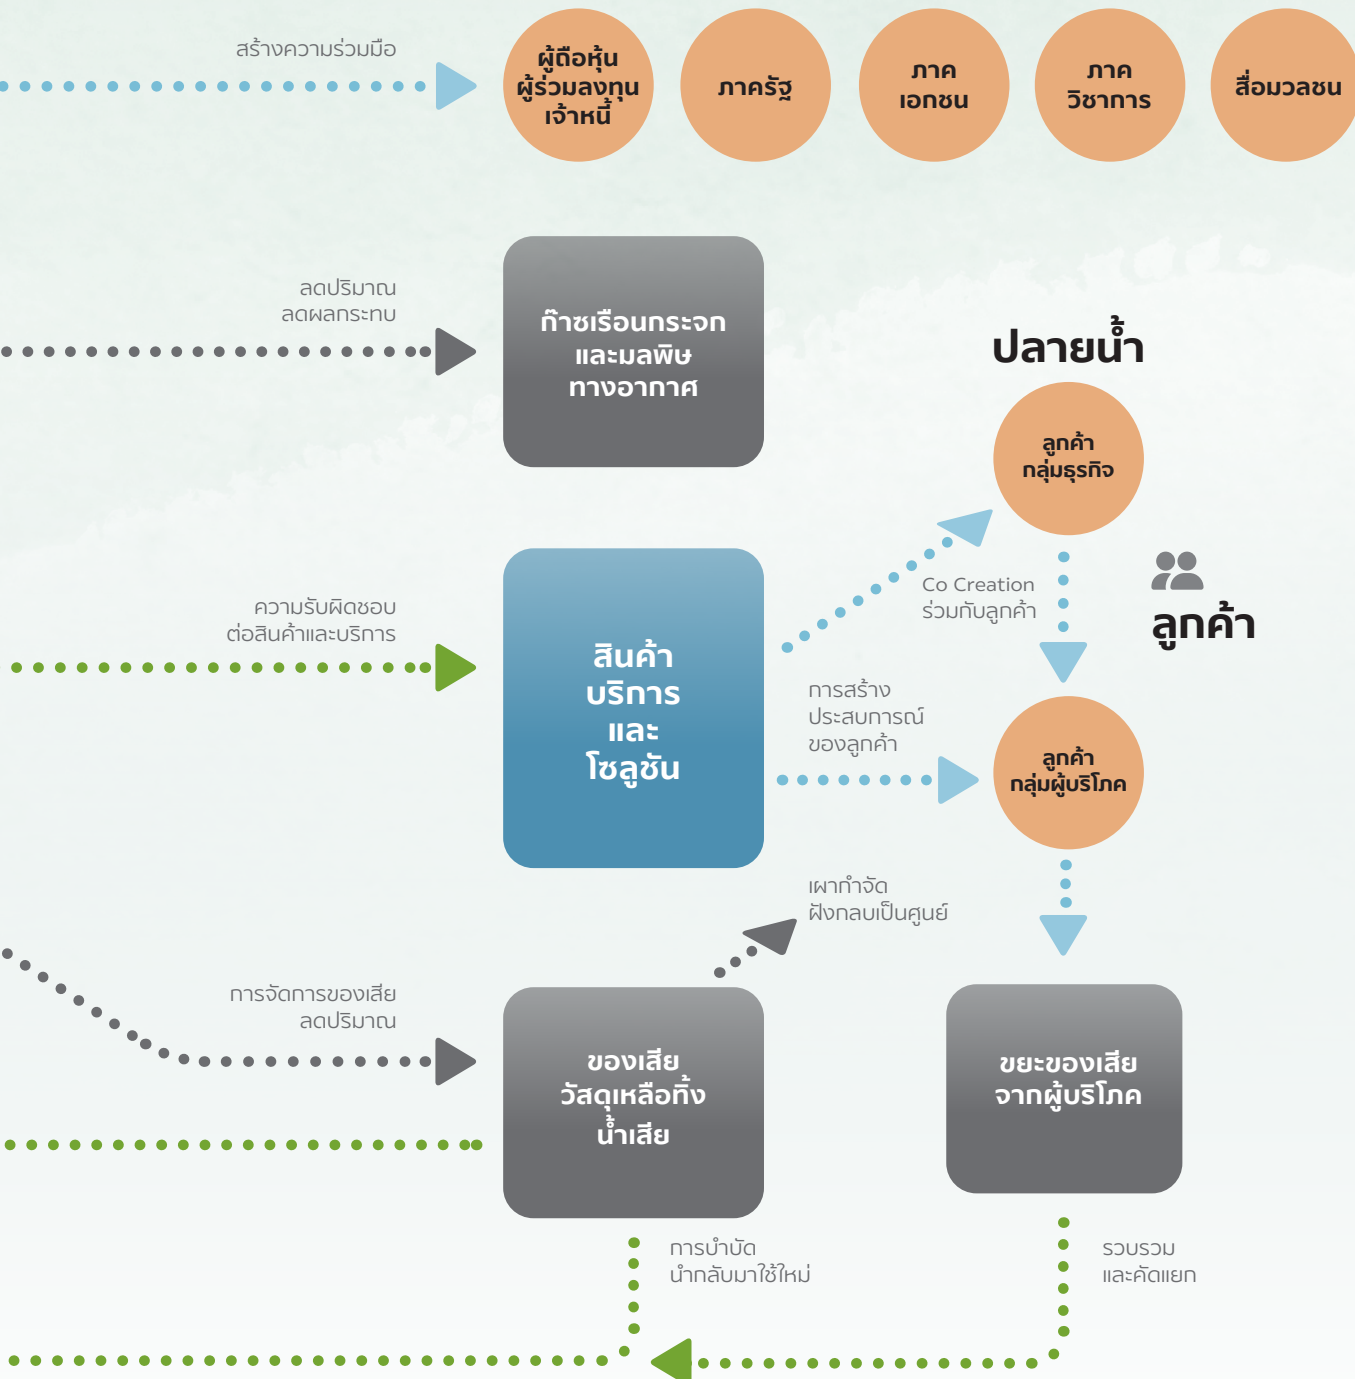 สร้างความร่วมมือ
ผู้ถือหุ้น
ผู้ร่วมลงทุน
เจ้าหนี้
ภาครัฐ
ภาค
เอกชน
ภาค
วิชาการ
สื่อมวลชน
ลดปริมาณ
ลดผลกระทบ
ก๊าซเรือนกระจก
และมลพิษ
ทางอากาศ
ปลายน้ำ
ลูกค้า
กลุ่มธุรกิจ
Co Creation
ร่วมกับลูกค้า
ลูกค้า
ความรับผิดชอบ
ต่อสินค้าและบริการ
สินค้า
บริการ
และ
โซลูชัน
การสร้าง
ประสบการณ์
ของลูกค้า
ลูกค้า
กลุ่มผู้บริโภค
เผากำจัด
ฝังกลบเป็นศูนย์
การจัดการของเสีย
ลดปริมาณ
ของเสีย
วัสดุเหลือทิ้ง
น้ำเสีย
ขยะของเสีย
จากผู้บริโภค
การบำบัด
นำกลับมาใช้ใหม่
รวบรวม
และคัดแยก